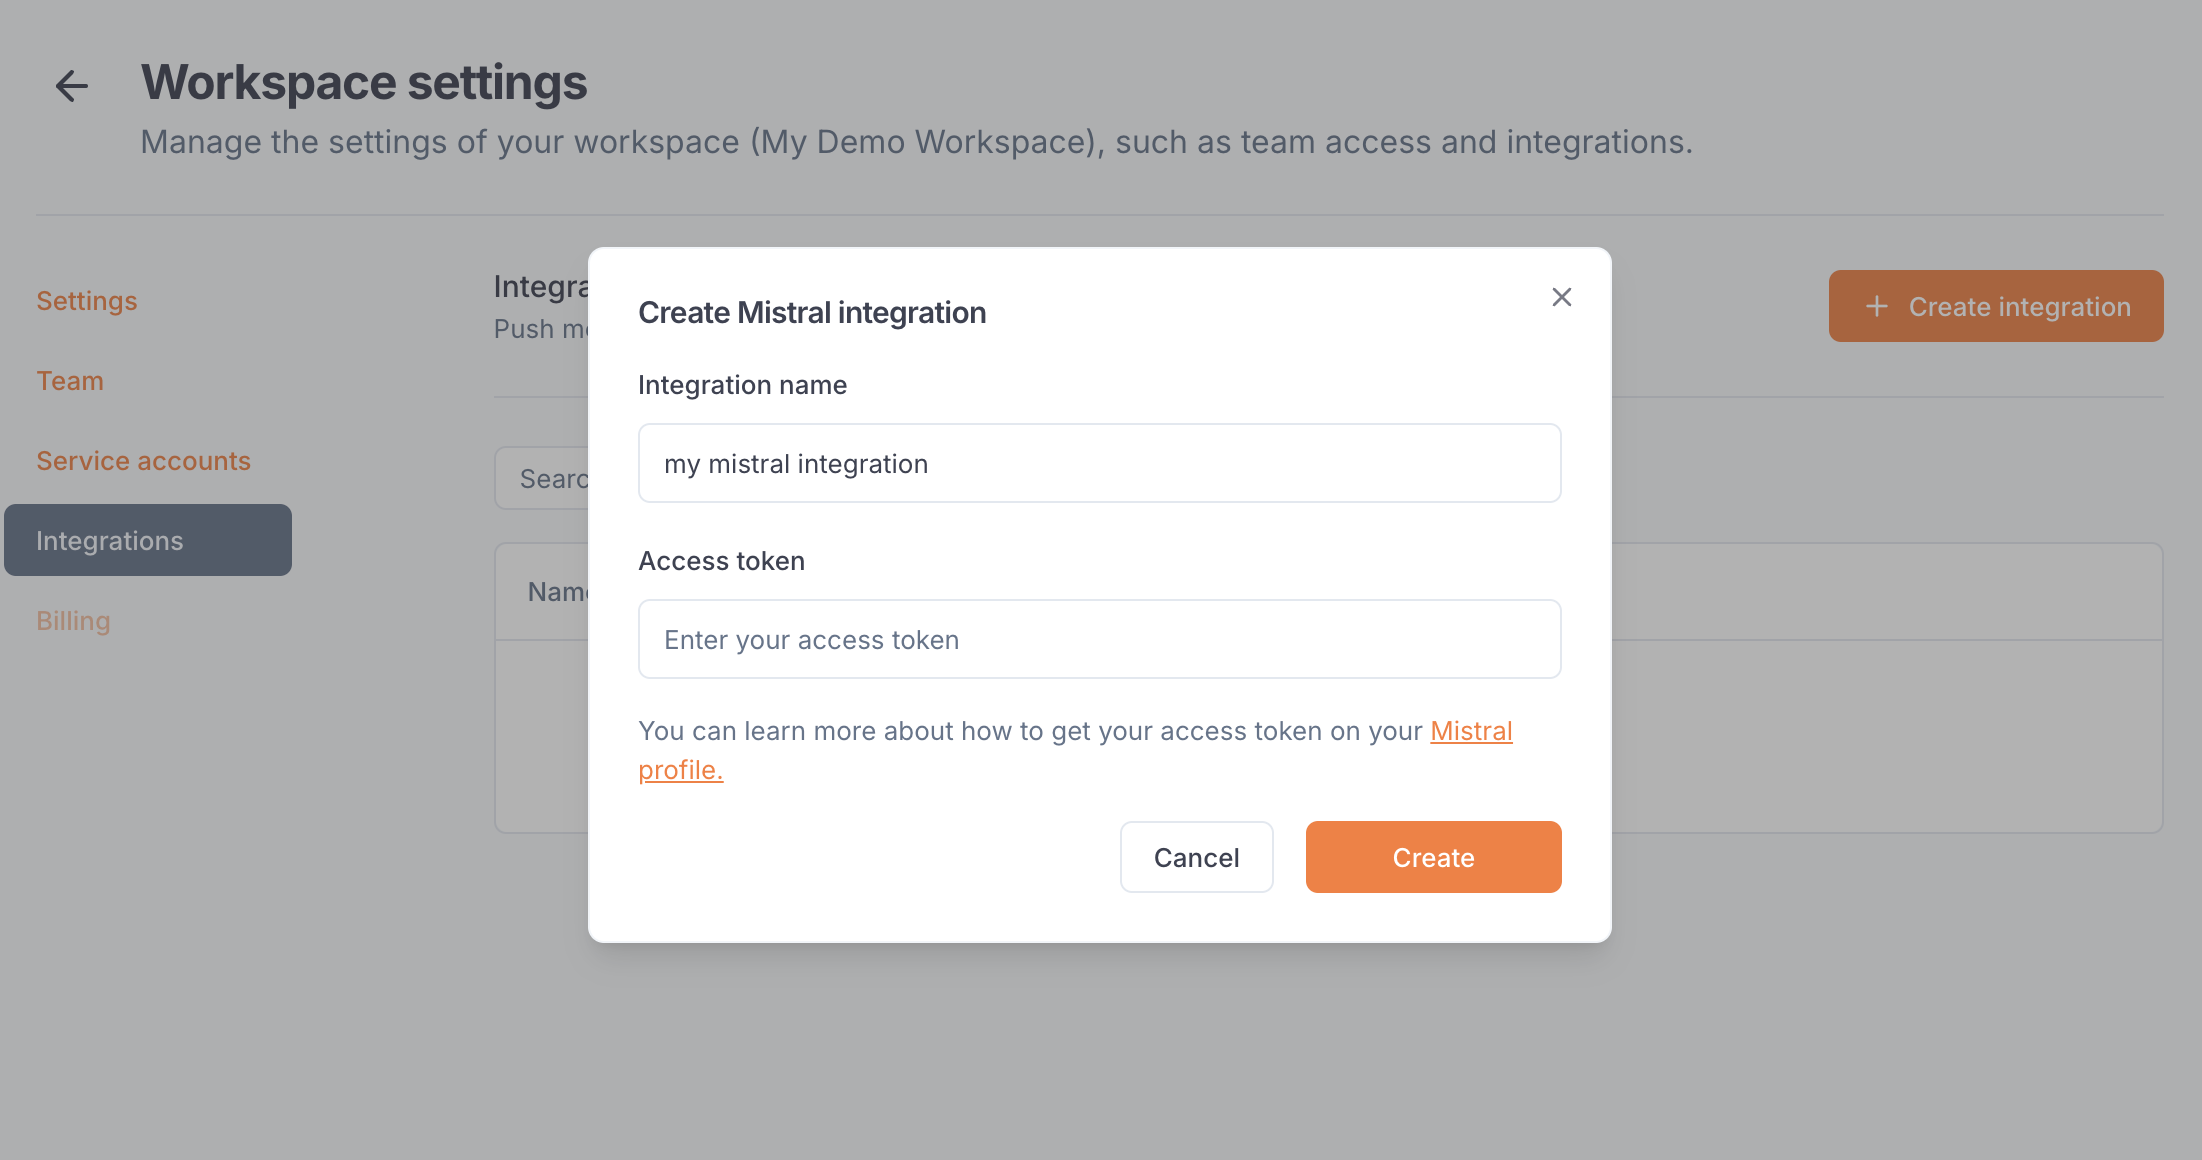 Workspace settings
Manage the settings of your workspace (My Demo Workspace), such as team access and integrations.
Settings
Team
Service accounts
Integrations
Billing
Integra
Push m
Create integration
Searc
Nam
Create Mistral integration
Integration name
my mistral integration
Access token
Enter your access token
You can learn more about how to get your access token on your Mistral
profile.
Cancel
Create